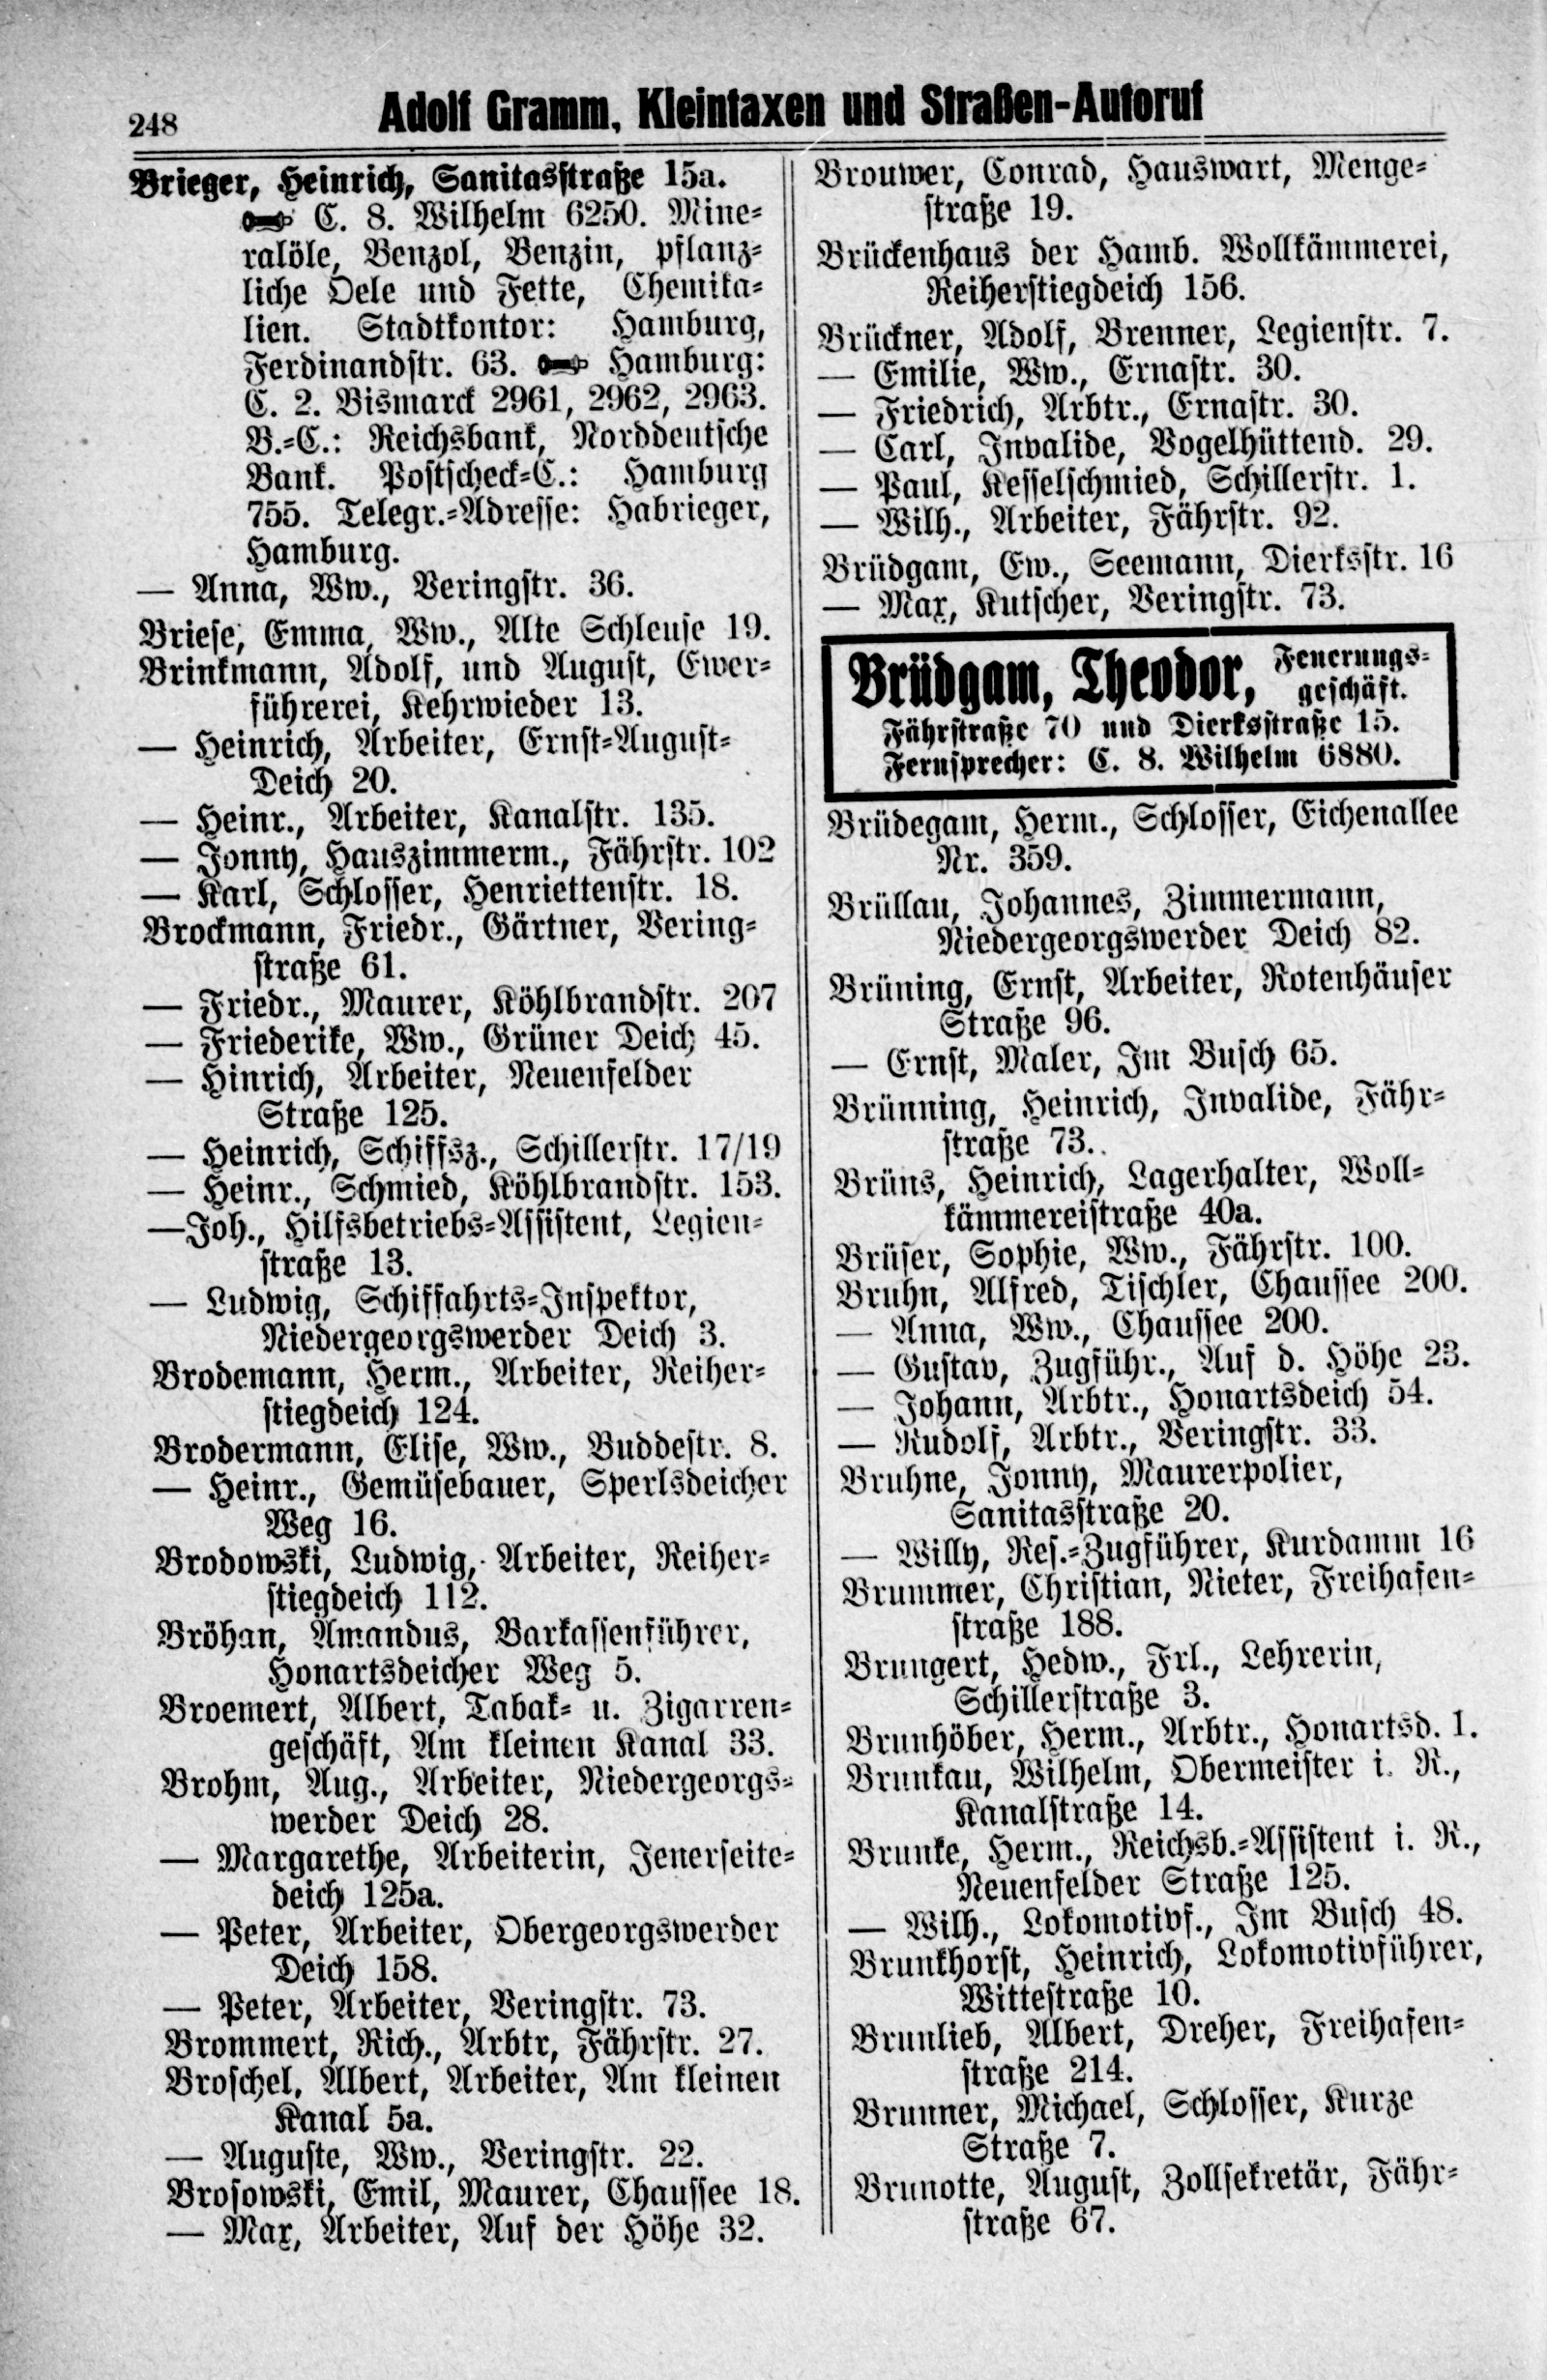 248
Adolf Gramm, Kleintaxen und Straßen-Autoruf
Brieger, Heinrich, Sanitasstraße 15a.
C. 8. Wilhelm 6250. Mine-
ralöle, Benzol, Benzin, pflanz-
liche Oele und Fette, Chemika-
lien. Stadtkontor: Hamburg,
Ferdinandstr. 63. Hamburg:
C. 2. Bismarck 2961, 2962, 2963.
B.-C.: Reichsbank, Norddeutsche
Bank. Postscheck-C.: Hamburg
755. Telegr.-Adresse: Habrieger,
Hamburg.
— Anna, Ww., Veringstr. 36.
Briese, Emma, Ww., Alte Schleuse 19.
Brinkmann, Adolf, und August, Ewer-
führerei, Kehrwieder 13.
— Heinrich, Arbeiter, Ernst-August-
Deich 20.
— Heinr., Arbeiter, Kanalstr. 135.
— Jonny, Hauszimmerm., Fährstr. 102
— Karl, Schlosser, Henriettenstr. 18.
Brockmann, Friedr., Gärtner, Vering-
straße 61.
— Friedr., Maurer, Köhlbrandstr. 207
— Friederike, Ww., Grüner Deich 45.
— Hinrich, Arbeiter, Neuenfelder
Straße 125.
— Heinrich, Schiffsz., Schillerstr. 17/19
— Heinr., Schmied, Köhlbrandstr. 153.
—Joh., Hilfsbetriebs-Assistent, Legien-
straße 13.
— Ludwig, Schiffahrts-Inspektor,
Niedergeorgswerder Deich 3.
Brodemann, Herm., Arbeiter, Reiher-
stiegdeich 124.
Brodermann, Elise, Ww., Buddestr. 8.
— Heinr., Gemüsebauer, Sperlsdeicher
Weg 16.
Brodowski, Ludwig, Arbeiter, Reiher-
stiegdeich 112.
Bröhan, Amandus, Barkassenführer,
Honartsdeicher Weg 5.
Broemert, Albert, Tabak- u. Zigarren-
geschäft, Am kleinen Kanal 33.
Brohm, Aug., Arbeiter, Niedergeorgs-
werder Deich 28.
— Margarethe, Arbeiterin, Jenerseite-
deich 125a.
— Peter, Arbeiter, Obergeorgswerder
Deich 158.
— Peter, Arbeiter, Veringstr. 73.
Brommert, Rich., Arbtr, Fährstr. 27.
Broschel, Albert, Arbeiter, Am kleinen
Kanal 5a.
— Auguste, Ww., Veringstr. 22.
Brosowski, Emil, Maurer, Chaussee 18.
— Max, Arbeiter, Auf der Höhe 32.
Brouwer, Conrad, Hauswart, Menge-
straße 19.
Brückenhaus der Hamb. Wollkämmerei,
Reiherstiegdeich 156.
Brückner, Adolf, Brenner, Legienstr. 7.
— Emilie, Ww., Ernastr. 30.
— Friedrich, Arbtr., Ernastr. 30.
— Carl, Invalide, Vogelhüttend. 29.
— Paul, Kesselschmied, Schillerstr. 1.
— Wilh., Arbeiter, Fährstr. 92.
Brüdgam, Ew., Seemann, Dierksstr. 16
— Max, Kutscher, Veringstr. 73.
Brüdgam, Theodor, Feuerungs-
geschäft.
Fährstraße 70 und Dierksstraße 15.
Fernsprecher: C. 8. Wilhelm 6880.
Brüdegam, Herm., Schlosser, Eichenallee
Nr. 359.
Brüllau, Johannes, Zimmermann,
Niedergeorgswerder Deich 82.
Brüning, Ernst, Arbeiter, Rotenhäuser
Straße 96.
— Ernst, Maler, Im Busch 65.
Brünning, Heinrich, Invalide, Fähr-
straße 73.
Brüns, Heinrich, Lagerhalter, Woll-
kämmereistraße 40a.
Brüser, Sophie, Ww., Fährstr. 100.
Bruhn, Alfred, Tischler, Chaussee 200.
— Anna, Ww., Chaussee 200.
— Gustav, Zugführ., Auf d. Höhe 23.
— Johann, Arbtr., Honartsdeich 54.
— Rudolf, Arbtr., Veringstr. 33.
Bruhne, Jonny, Maurerpolier,
Sanitasstraße 20.
— Willy, Res.-Zugführer, Kurdamm 16
Brummer, Christian, Nieter, Freihafen-
straße 188.
Brungert, Hedw., Frl., Lehrerin,
Schillerstraße 3.
Brunhöber, Herm., Arbtr., Honartsd. 1.
Brunkau, Wilhelm, Obermeister i. R.,
Kanalstraße 14.
Brunke, Herm., Reichsb.-Assistent i. R.,
Neuenfelder Straße 125.
— Wilh., Lokomotivf., Im Busch 48.
Brunkhorst, Heinrich, Lokomotivführer,
Wittestraße 10.
Brunlieb, Albert, Dreher, Freihafen-
straße 214.
Brunner, Michael, Schlosser, Kurze
Straße 7.
Brunotte, August, Zollsekretär, Fähr-
straße 67.